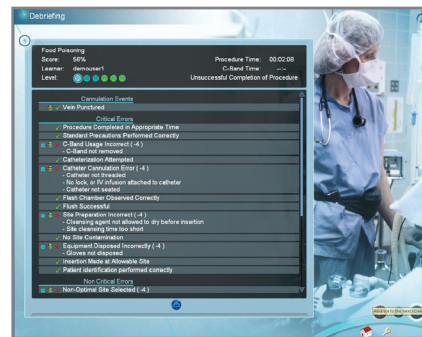 Debriefing
Food Poisoning
Score: 56% Procedure Time: 00:02:08
Learner: demouser1 C-Band Time: --:--
Level: Unsuccessful Completion of Procedure
Cannulation Events
Vein Punctured
Critical Errors
Procedure Completed in Appropriate Time
Standard Precautions Performed Correctly
C-Band Usage Incorrect ( -4 )
- C-Band not removed
Catheterization Attempted
Catheter Cannulation Error ( -4 )
- Catheter not threaded
- No lock, or IV infusion attached to catheter
- Catheter not seated
Flash Chamber Observed Correctly
Flush Successful
Site Preparation Incorrect ( -4 )
- Cleansing agent not allowed to dry before insertion
- Site cleansing time too short
No Site Contamination
Equipment Disposed Incorrectly ( -4 )
- Gloves not disposed
Insertion Made at Allowable Site
Patient identification performed correctly
Non Critical Errors
Non-Optimal Site Selected ( -4 )
Advance to the next screen